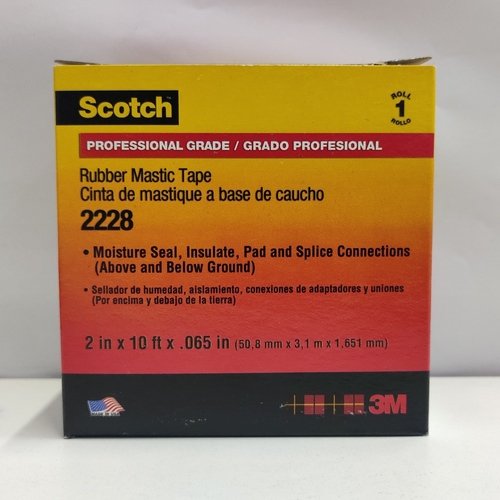 Scotch
ROLL
1
ROLLO
PROFESSIONAL GRADE / GRADO PROFESIONAL
Rubber Mastic Tape
Cinta de mastique a base de caucho
2228
• Moisture Seal, Insulate, Pad and Splice Connections
(Above and Below Ground)
• Sellador de humedad, aislamiento, conexiones de adaptadores y uniones
(Por encima y debajo de la tierra)
2 in x 10 ft x .065 in (50,8 mm x 3,1 m x 1,651 mm)
MADE IN USA
3M